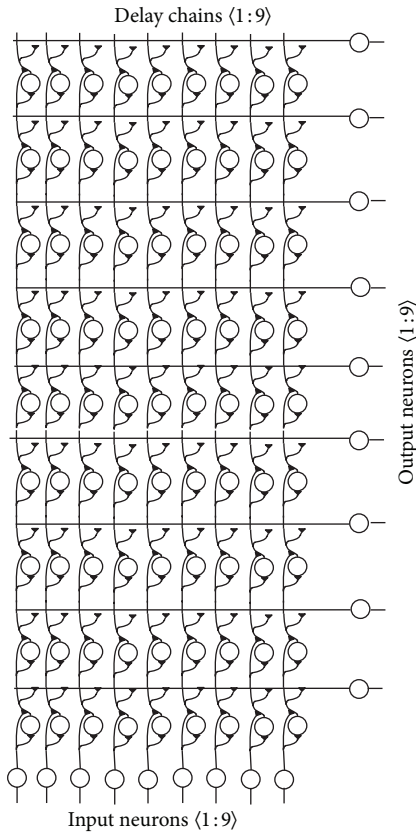 Delay chains ⟨1:9⟩
Output neurons ⟨1:9⟩
Input neurons ⟨1:9⟩